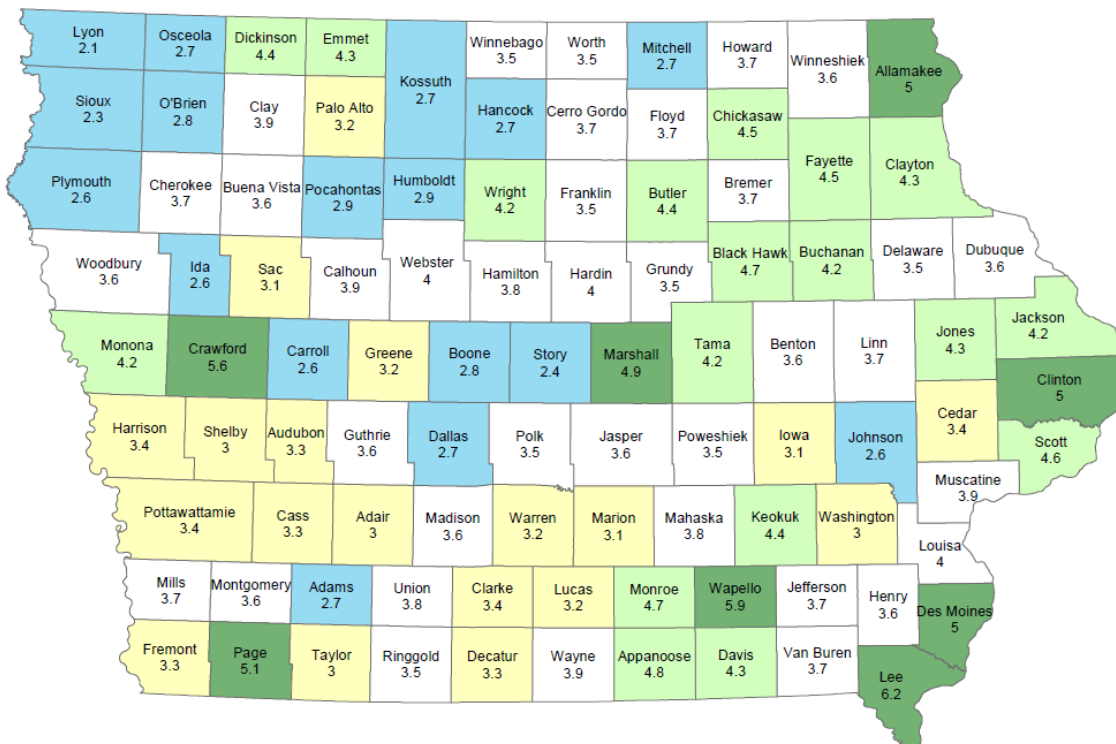 Lyon
2.1
Osceola
2.7
Dickinson
4.4
Emmet
4.3
Kossuth
2.7
Winnebago
3.5
Worth
3.5
Mitchell
2.7
Howard
3.7
Winneshiek
3.6
Allamakee
5
Sioux
2.3
O'Brien
2.8
Clay
3.9
Palo Alto
3.2
Hancock
2.7
Cerro Gordo
3.7
Floyd
3.7
Chickasaw
4.5
Fayette
4.5
Clayton
4.3
Plymouth
2.6
Cherokee
3.7
Buena Vista
3.6
Pocahontas
2.9
Humboldt
2.9
Wright
4.2
Franklin
3.5
Butler
4.4
Bremer
3.7
Woodbury
3.6
Ida
2.6
Sac
3.1
Calhoun
3.9
Webster
4
Hamilton
3.8
Hardin
4
Grundy
3.5
Black Hawk
4.7
Buchanan
4.2
Delaware
3.5
Dubuque
3.6
Monona
4.2
Crawford
5.6
Carroll
2.6
Greene
3.2
Boone
2.8
Story
2.4
Marshall
4.9
Tama
4.2
Benton
3.6
Linn
3.7
Jones
4.3
Jackson
4.2
Clinton
5
Harrison
3.4
Shelby
3
Audubon
3.3
Guthrie
3.6
Dallas
2.7
Polk
3.5
Jasper
3.6
Poweshiek
3.5
Iowa
3.1
Johnson
2.6
Cedar
3.4
Scott
4.6
Muscatine
3.9
Pottawattamie
3.4
Cass
3.3
Adair
3
Madison
3.6
Warren
3.2
Marion
3.1
Mahaska
3.8
Keokuk
4.4
Washington
3
Louisa
4
Mills
3.7
Montgomery
3.6
Adams
2.7
Union
3.8
Clarke
3.4
Lucas
3.2
Monroe
4.7
Wapello
5.9
Jefferson
3.7
Henry
3.6
Des Moines
5
Fremont
3.3
Page
5.1
Taylor
3
Ringgold
3.5
Decatur
3.3
Wayne
3.9
Appanoose
4.8
Davis
4.3
Van Buren
3.7
Lee
6.2